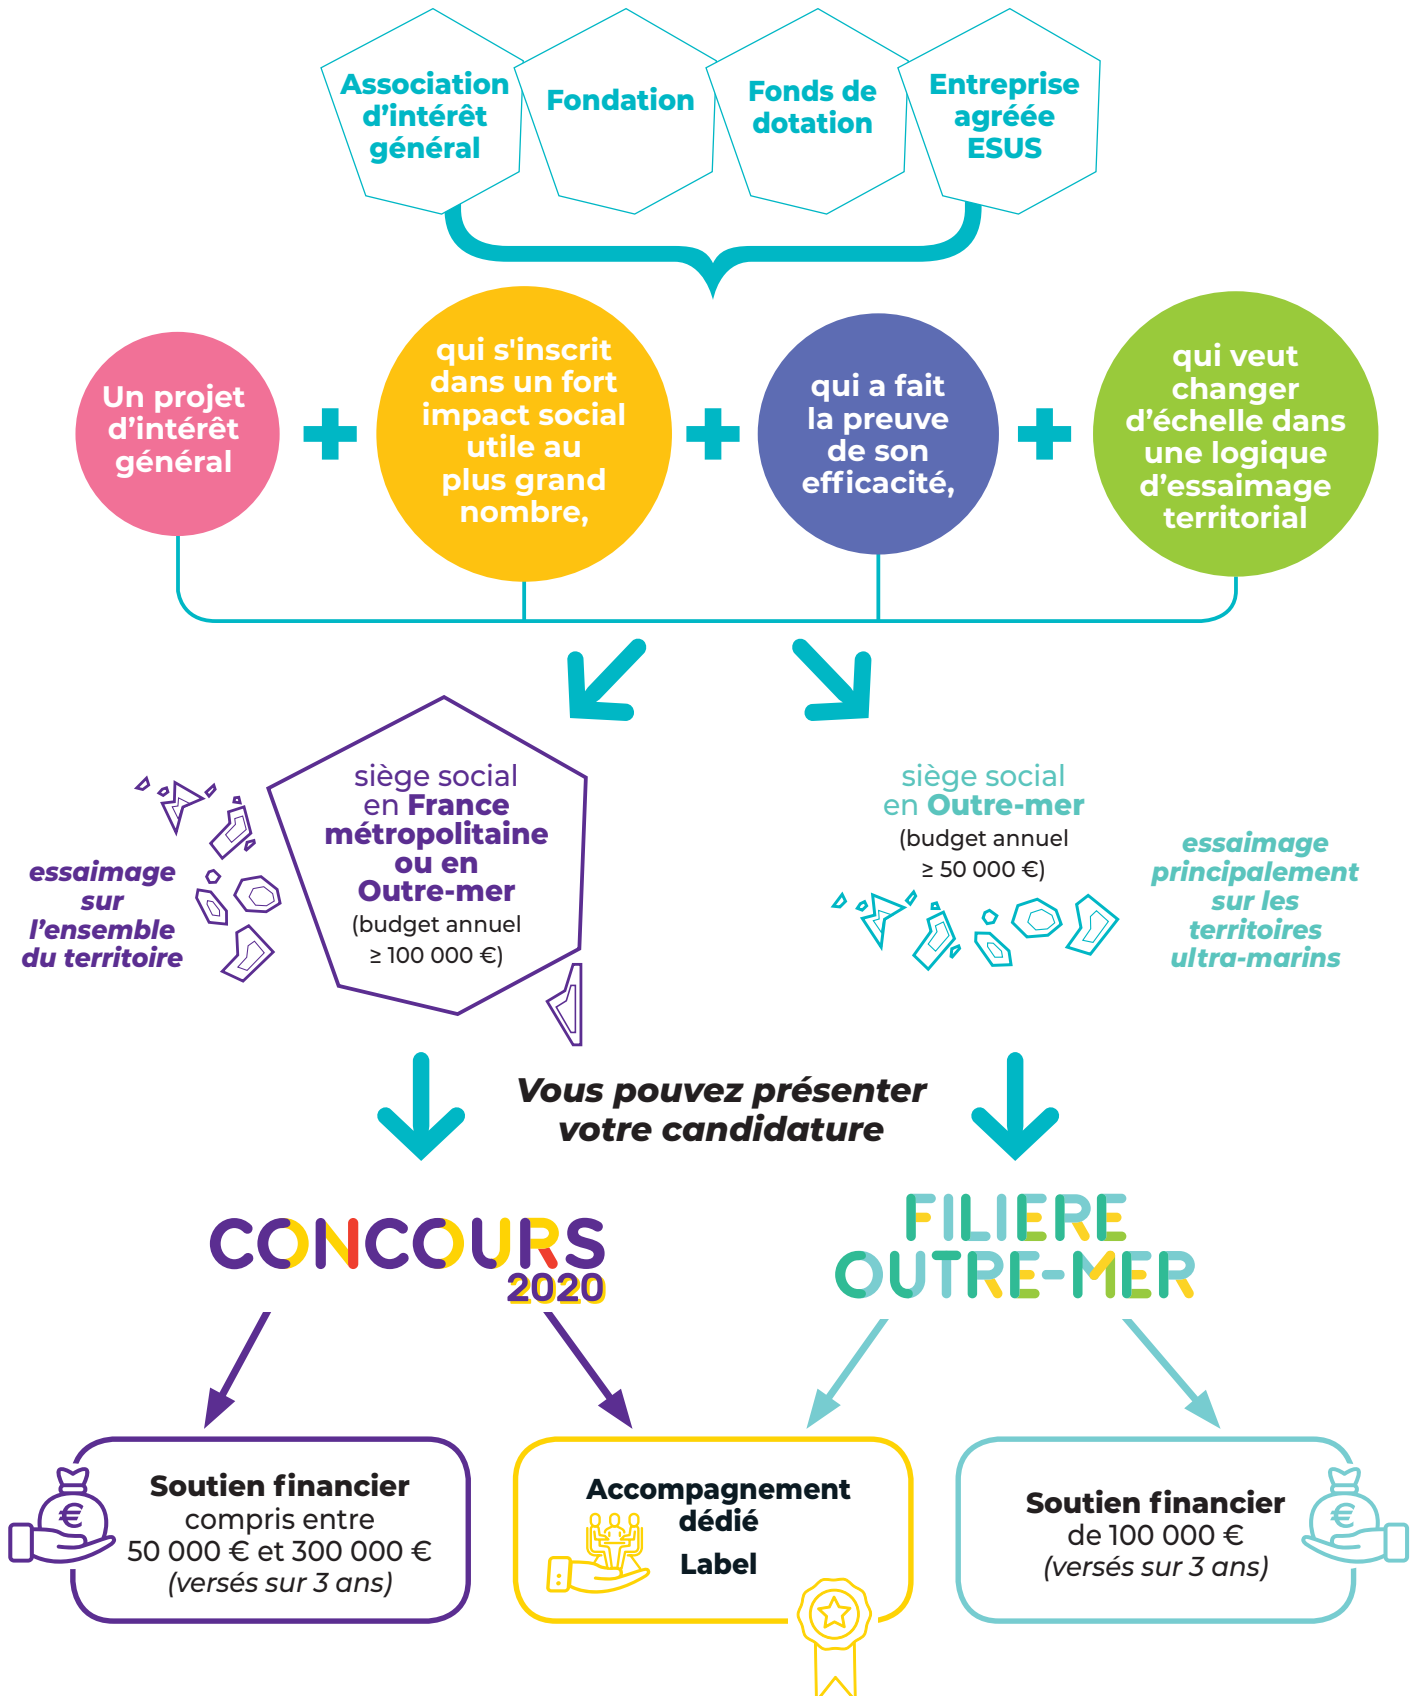 Association
d'intérêt
général
Fondation
Fonds de
dotation
Entreprise
agréée
ESUS
Un projet
d'intérêt
général
qui s'inscrit
dans un fort
impact social
utile au
plus grand
nombre,
qui a fait
la preuve
de son
efficacité,
qui veut
changer
d'échelle dans
une logique
d'essaimage
territorial
essaimage
sur
l'ensemble
du territoire
siège social
en France
métropolitaine
ou en
Outre-mer
(budget annuel
≥ 100 000 €)
siège social
en Outre-mer
(budget annuel
≥ 50 000 €)
essaimage
principalement
sur les
territoires
ultra-marins
Vous pouvez présenter
votre candidature
CONCOURS
2020
FILIERE
OUTRE-MER
Soutien financier
compris entre
50 000 € et 300 000 €
(versés sur 3 ans)
€
Accompagnement
dédié
Label
Soutien financier
de 100 000 €
(versés sur 3 ans)
€